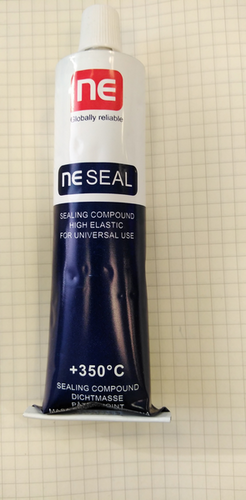 ne
Globally reliable
ne SEAL
SEALING COMPOUND
HIGH ELASTIC
FOR UNIVERSAL USE
+350°C
SEALING COMPOUND
DICHTMASSE